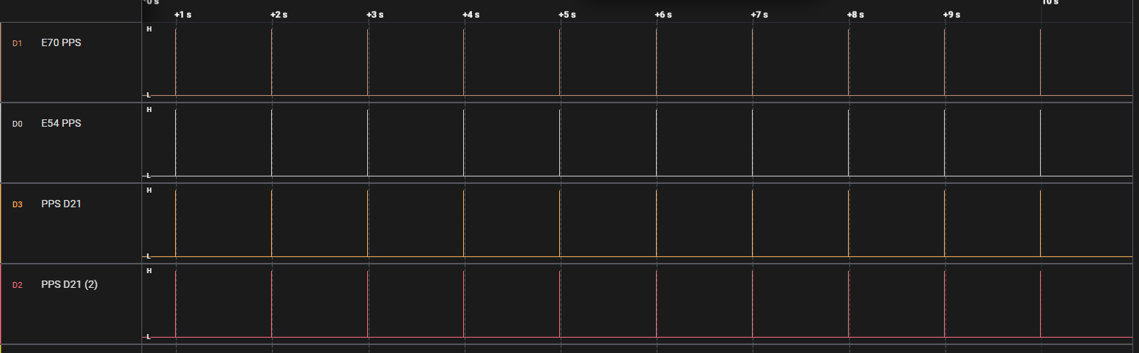 0 s
+1 s +2 s +3 s +4 s +5 s +6 s +7 s +8 s +9 s 10 s
D1 E70 PPS H
L
D0 E54 PPS H
L
D3 PPS D21 H
L
D2 PPS D21 (2) H
L